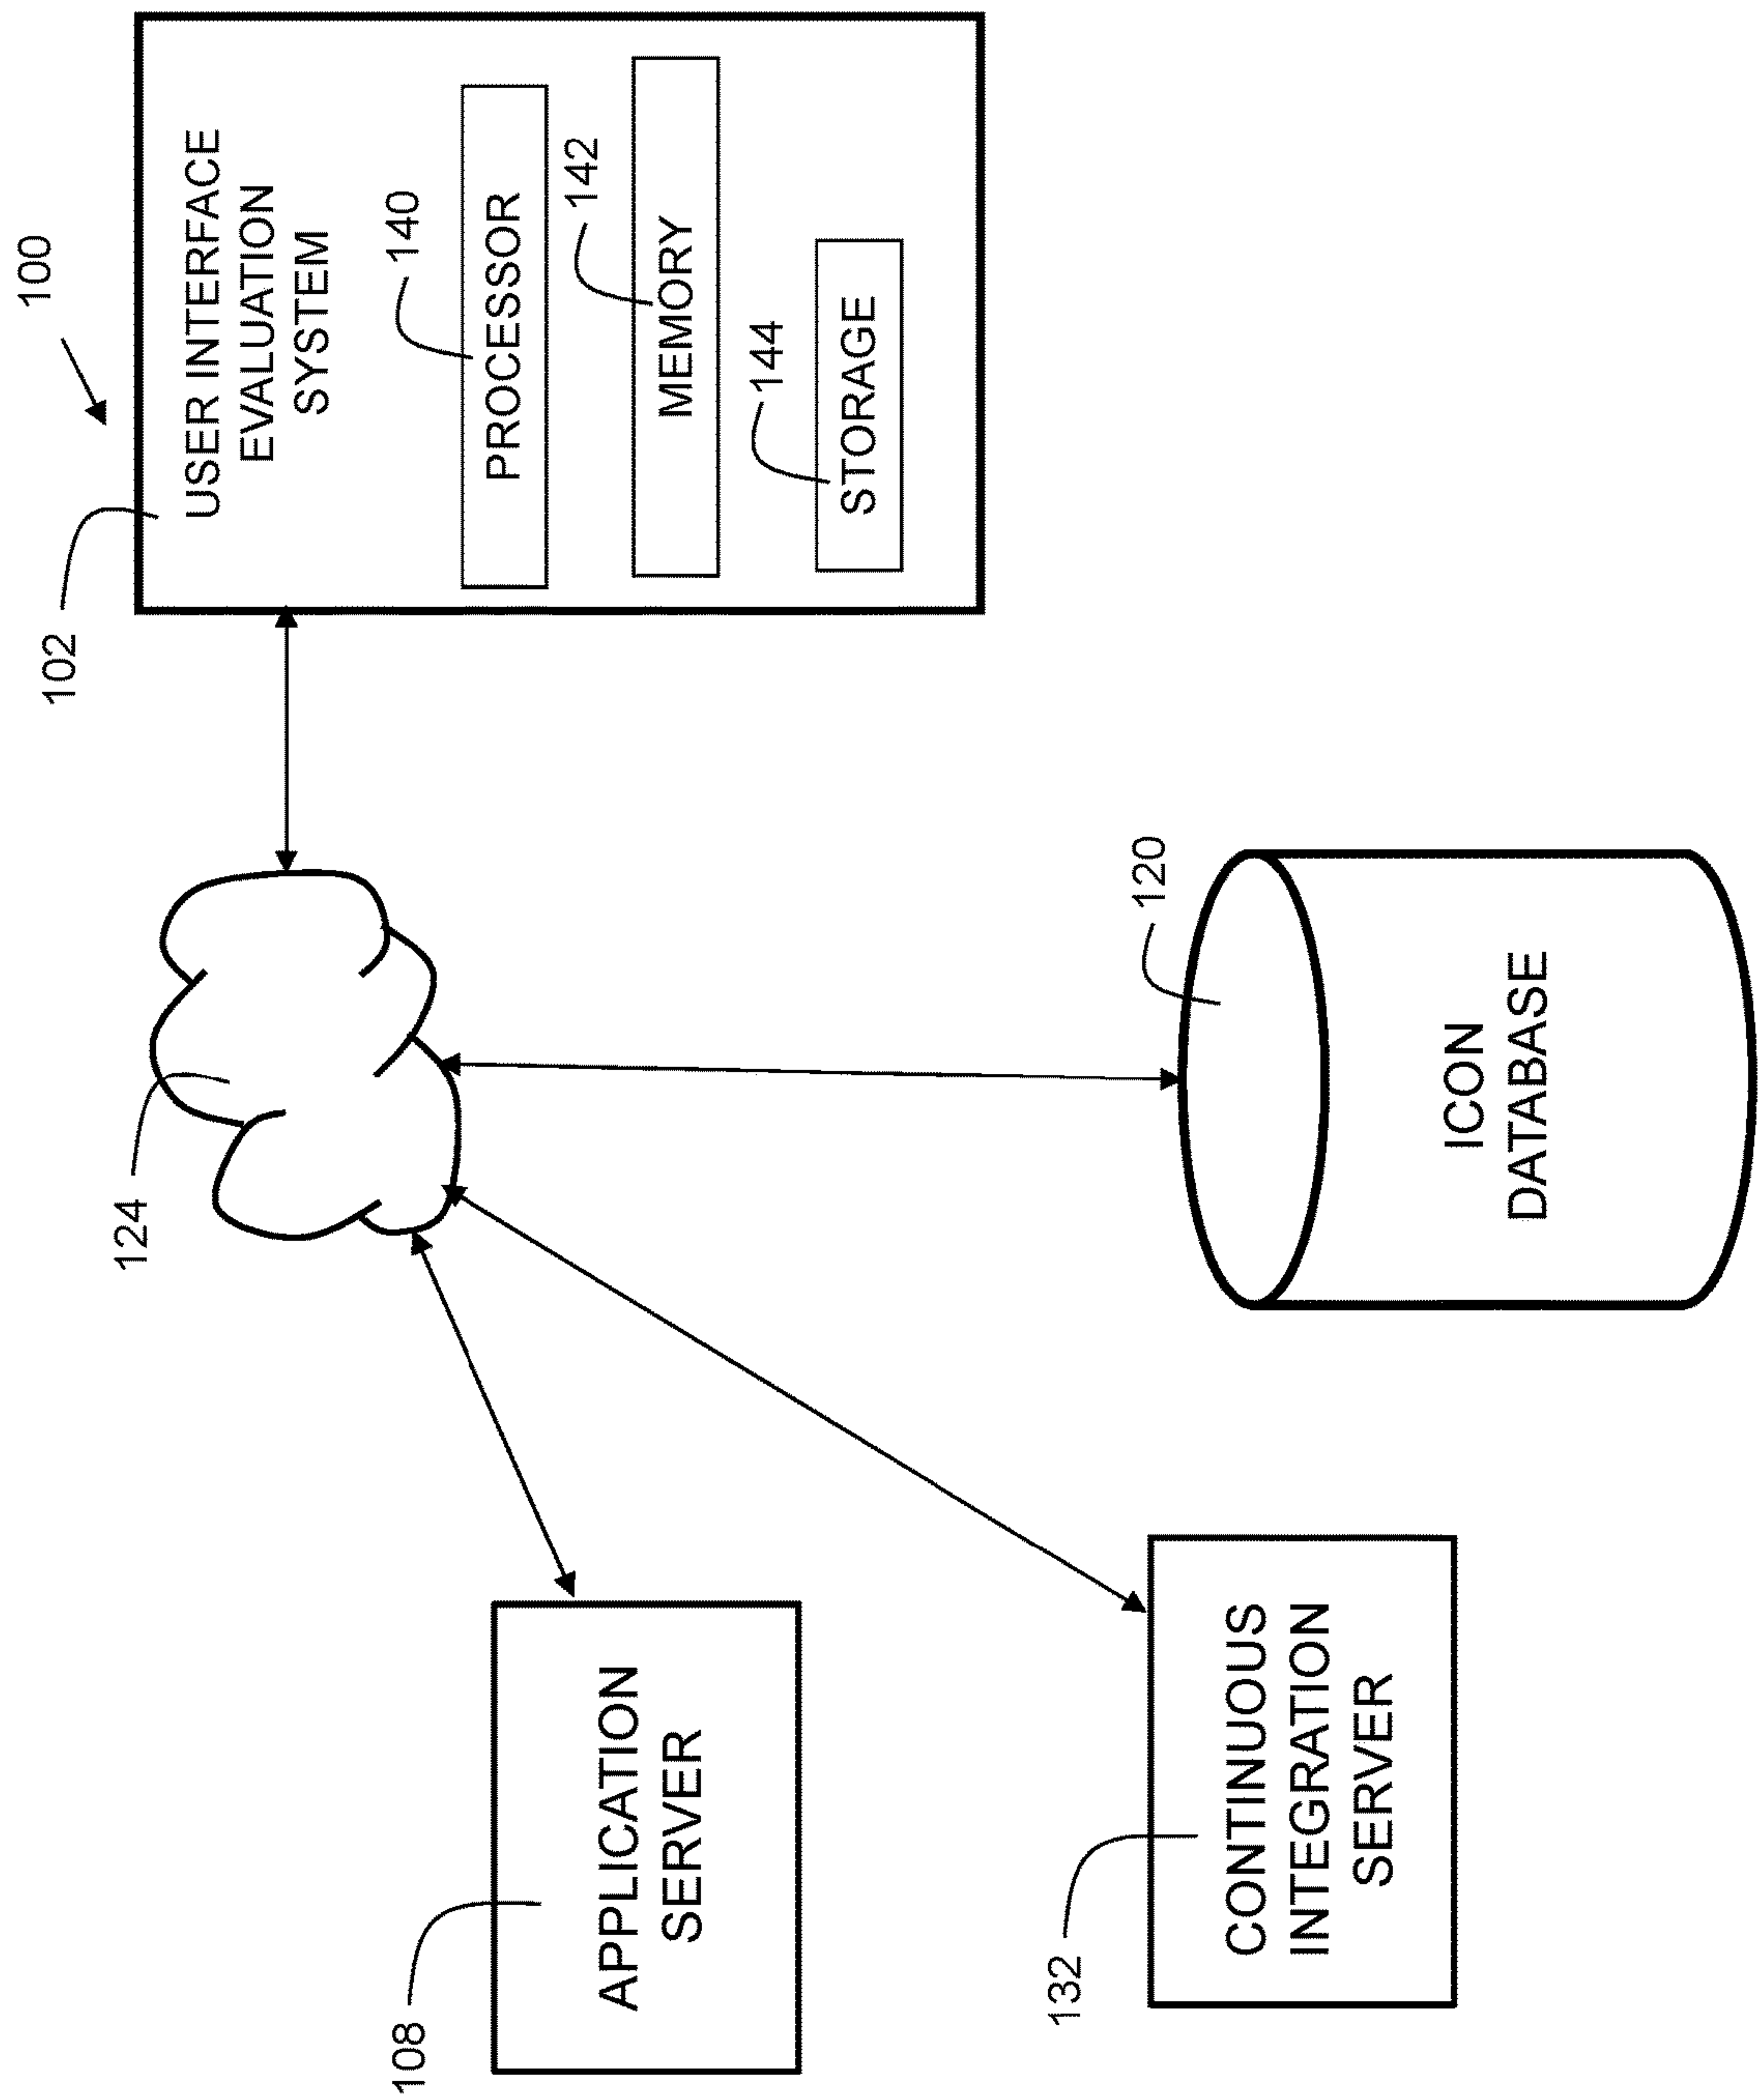 100
102
USER INTERFACE
EVALUATION
SYSTEM
140
PROCESSOR
142
MEMORY
144
STORAGE
124
120
ICON
DATABASE
108
APPLICATION
SERVER
132
CONTINUOUS
INTEGRATION
SERVER